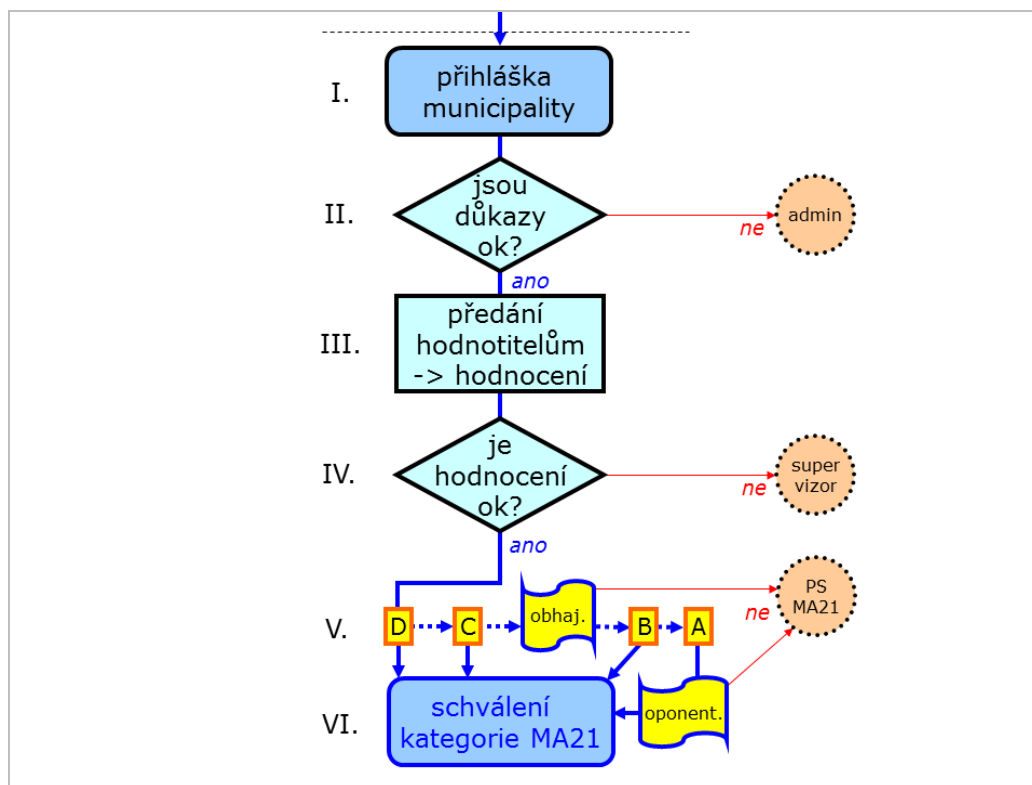 I.
přihláška
municipality
II.
jsou
důkazy
ok?
ne
admin
ano
III.
předání
hodnotitelům
-> hodnocení
IV.
je
hodnocení
ok?
ne
super
vizor
ano
V.
D
C
obhaj.
B
A
ne
PS
MA21
VI.
schválení
kategorie MA21
oponent.